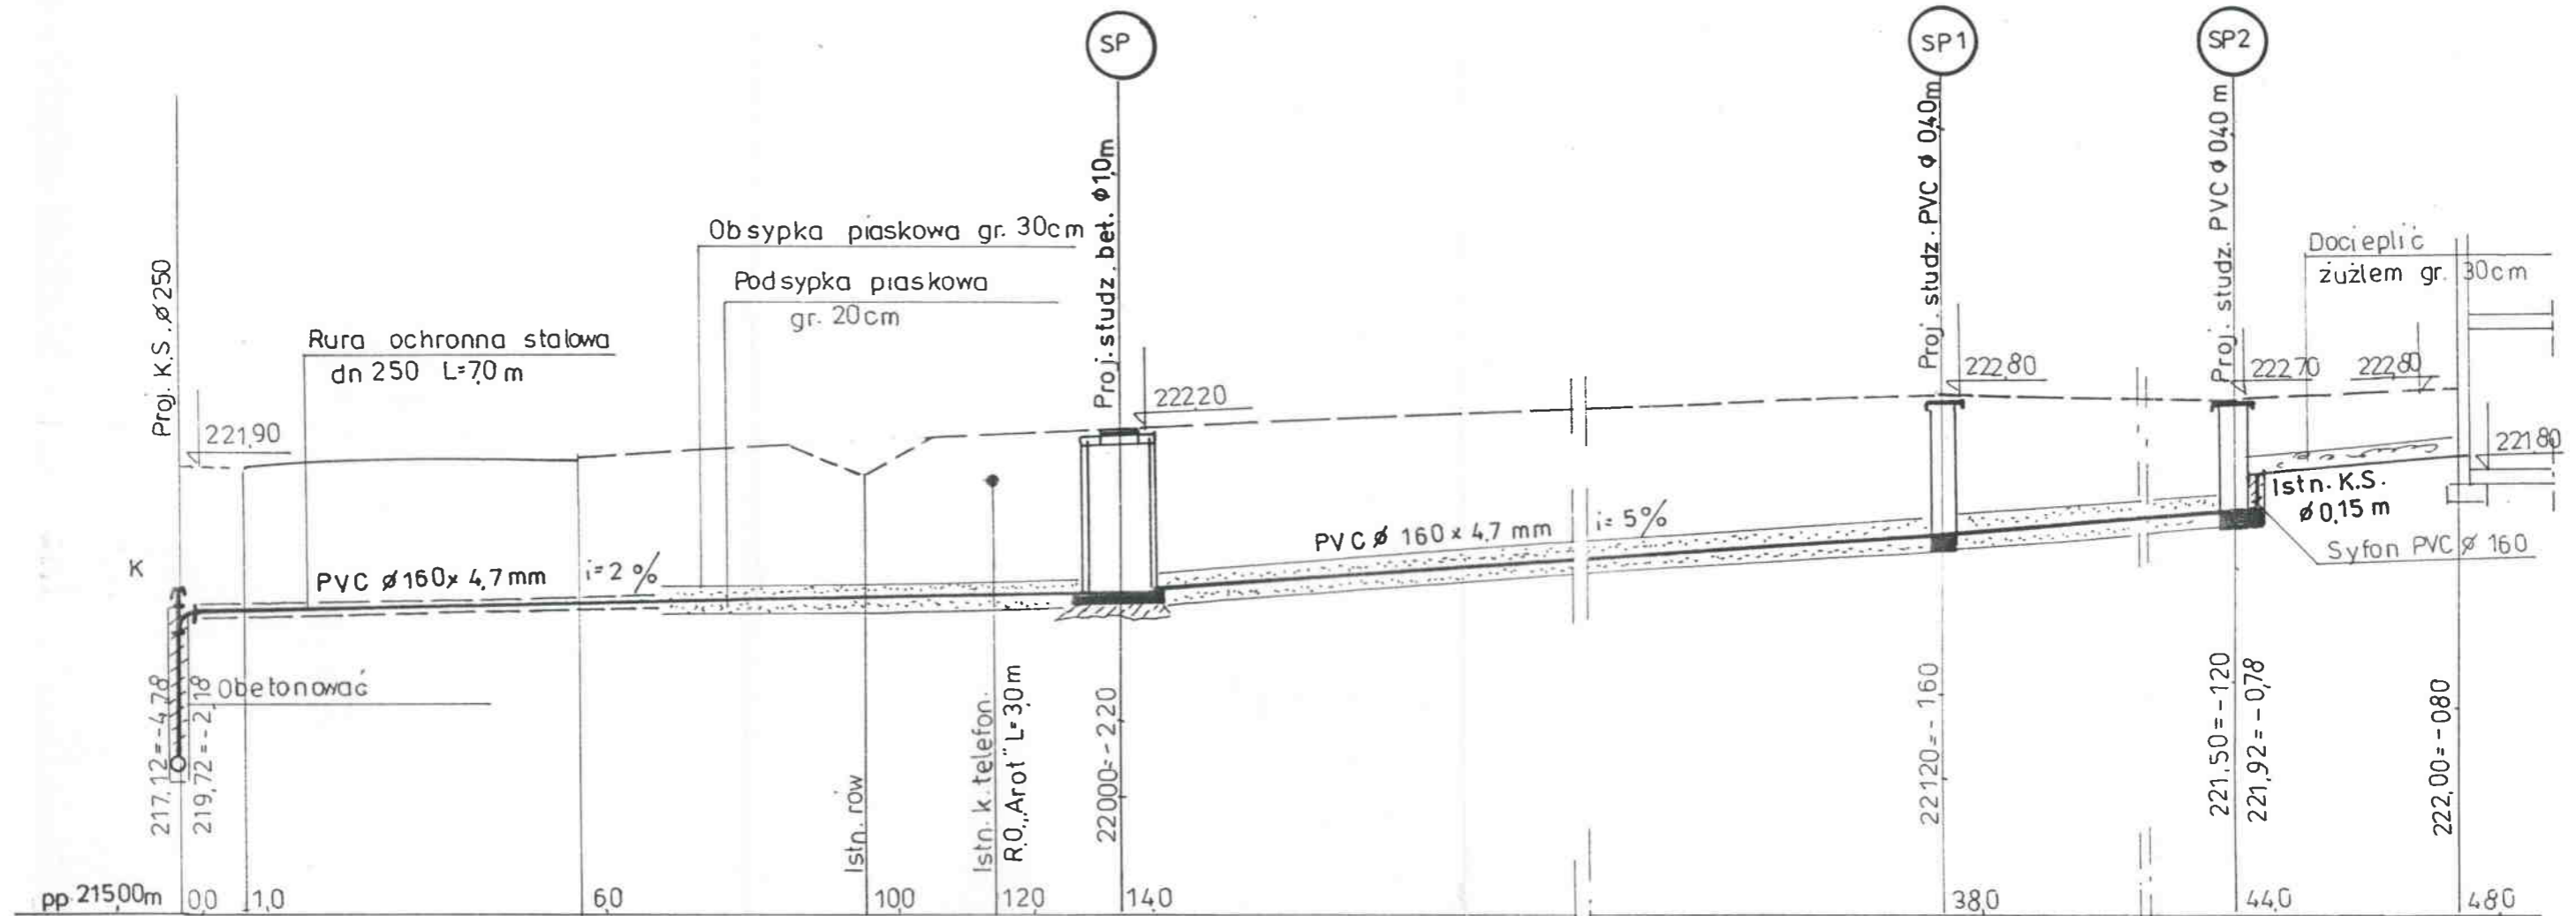 SP
SP1
SP2
Proj. K.S. Ø250
Proj. studz. bet. Ø1,0m
Proj. studz. PVC Ø 0,40m
Proj. studz. PVC Ø 0,40 m
Obsypka piaskowa gr. 30cm
Podsypka piaskowa
gr. 20cm
Rura ochronna stalowa
dn 250 L=7,0 m
Docieplić
żużlem gr. 30cm
221,90
222,20
222,80
222,70
222,80
221,80
K
PVC Ø160x 4,7mm
i=2%
PVC Ø 160x 4,7 mm
i=5%
Istn. K.S.
Ø0,15 m
Syfon PVC Ø 160
Obetonować
217,12=-4,78
219,72=-2,18
Istn. rów
Istn. k. telefon.
R.O. „Arot" L=3,0m
220,00=-2,20
221,20=-1,60
221,50=-1,20
221,92=-0,78
222,00=-0,80
pp. 215,00m
0,0
1,0
6,0
10,0
12,0
14,0
38,0
44,0
48,0